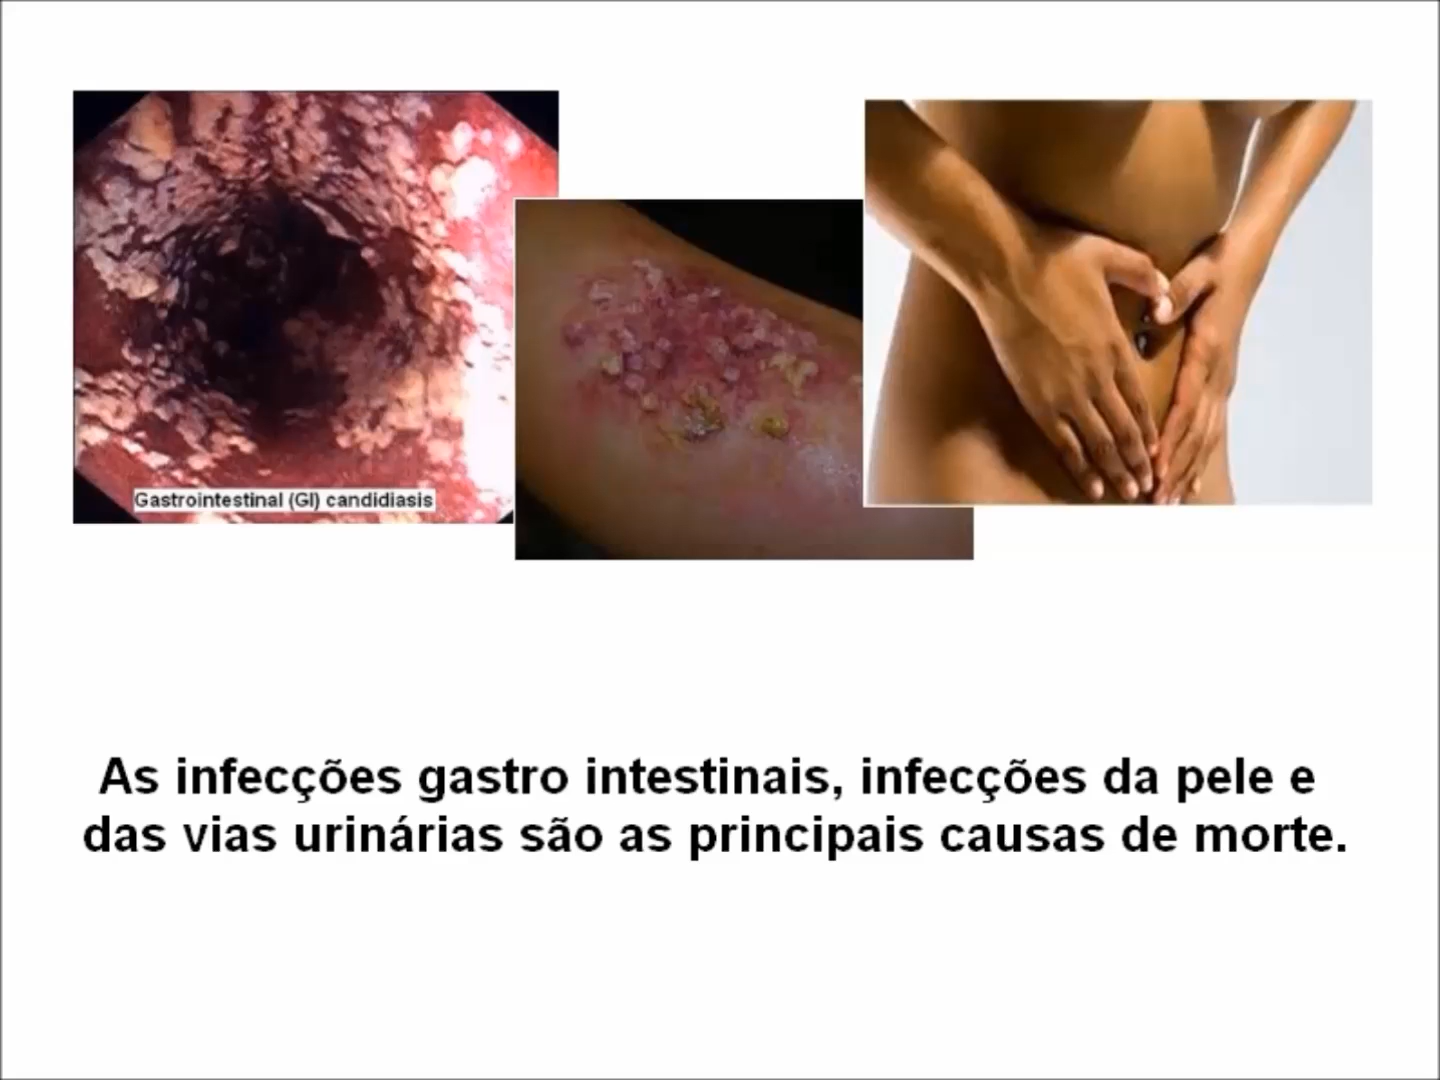 Gastrointestinal (GI) candidiasis
As infecções gastro intestinais, infecções da pele e
das vias urinárias são as principais causas de morte.